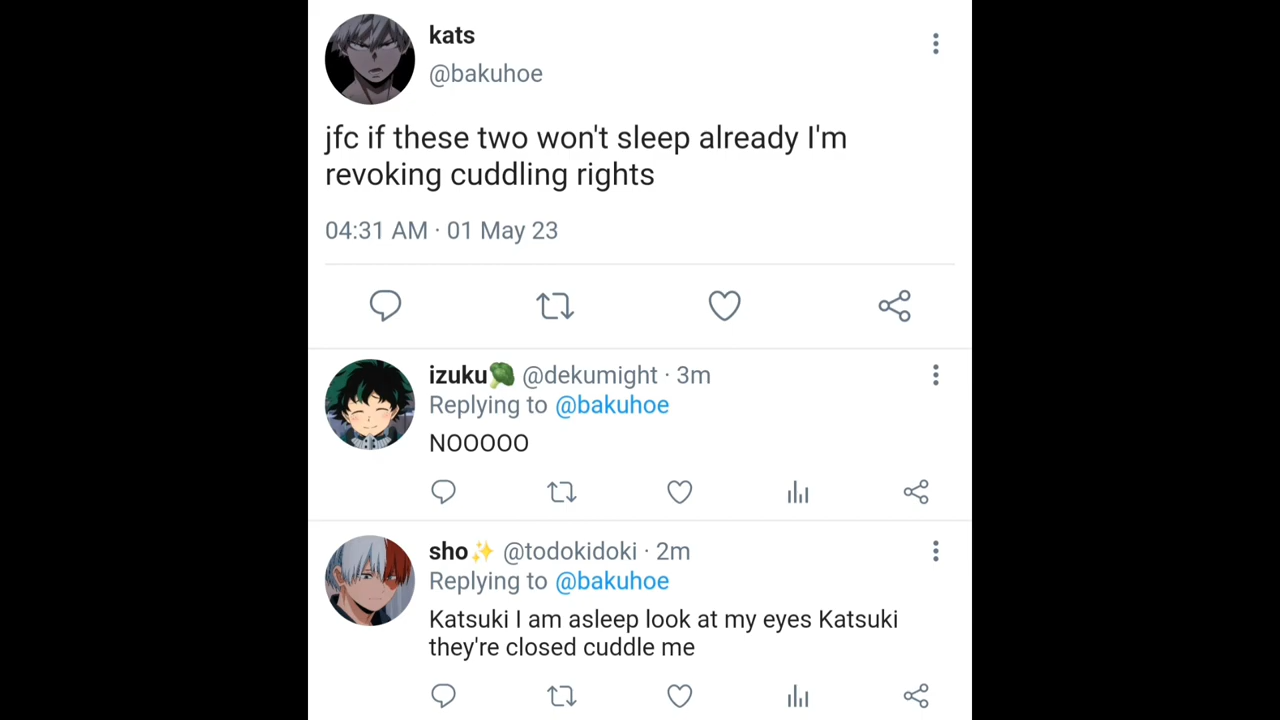 kats
@bakuhoe
jfc if these two won't sleep already I'm
revoking cuddling rights
04:31 AM · 01 May 23
izuku🥦 @dekumight · 3m
Replying to @bakuhoe
NOOOOO
sho✨ @todokidoki · 2m
Replying to @bakuhoe
Katsuki I am asleep look at my eyes Katsuki
they're closed cuddle me